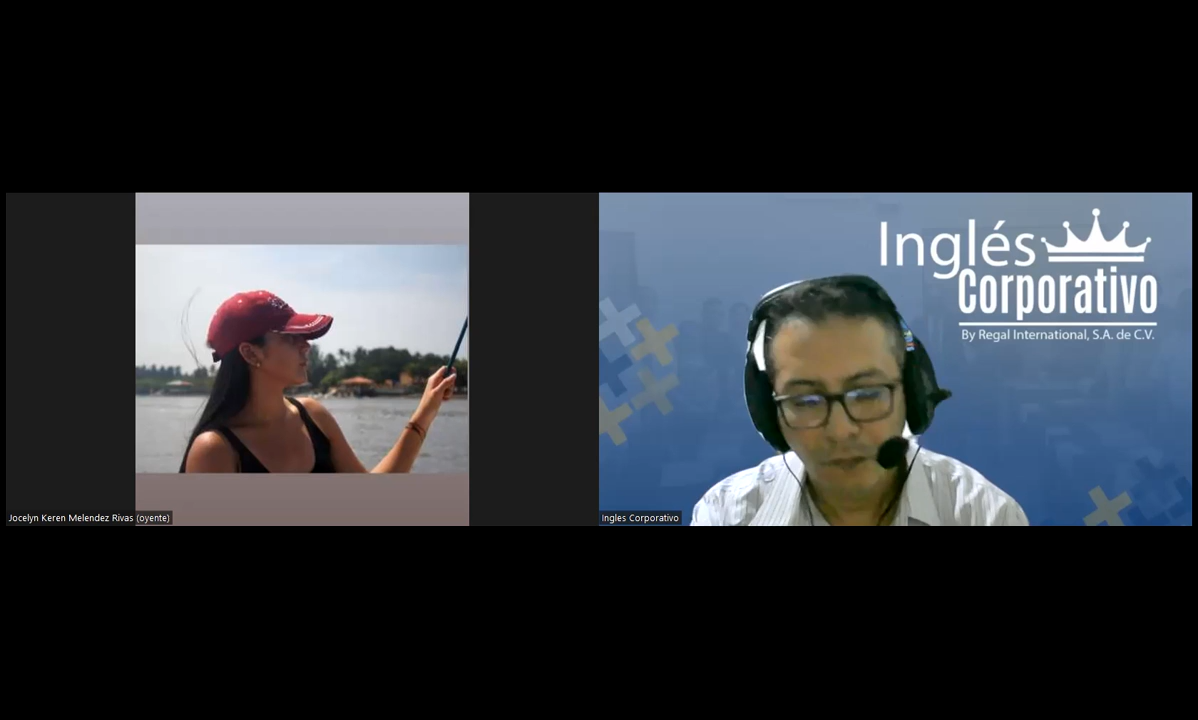 Inglés
Corporativo
By Regal International, S.A. de C.V.
Jocelyn Keren Melendez Rivas (oyente)
Ingles Corporativo